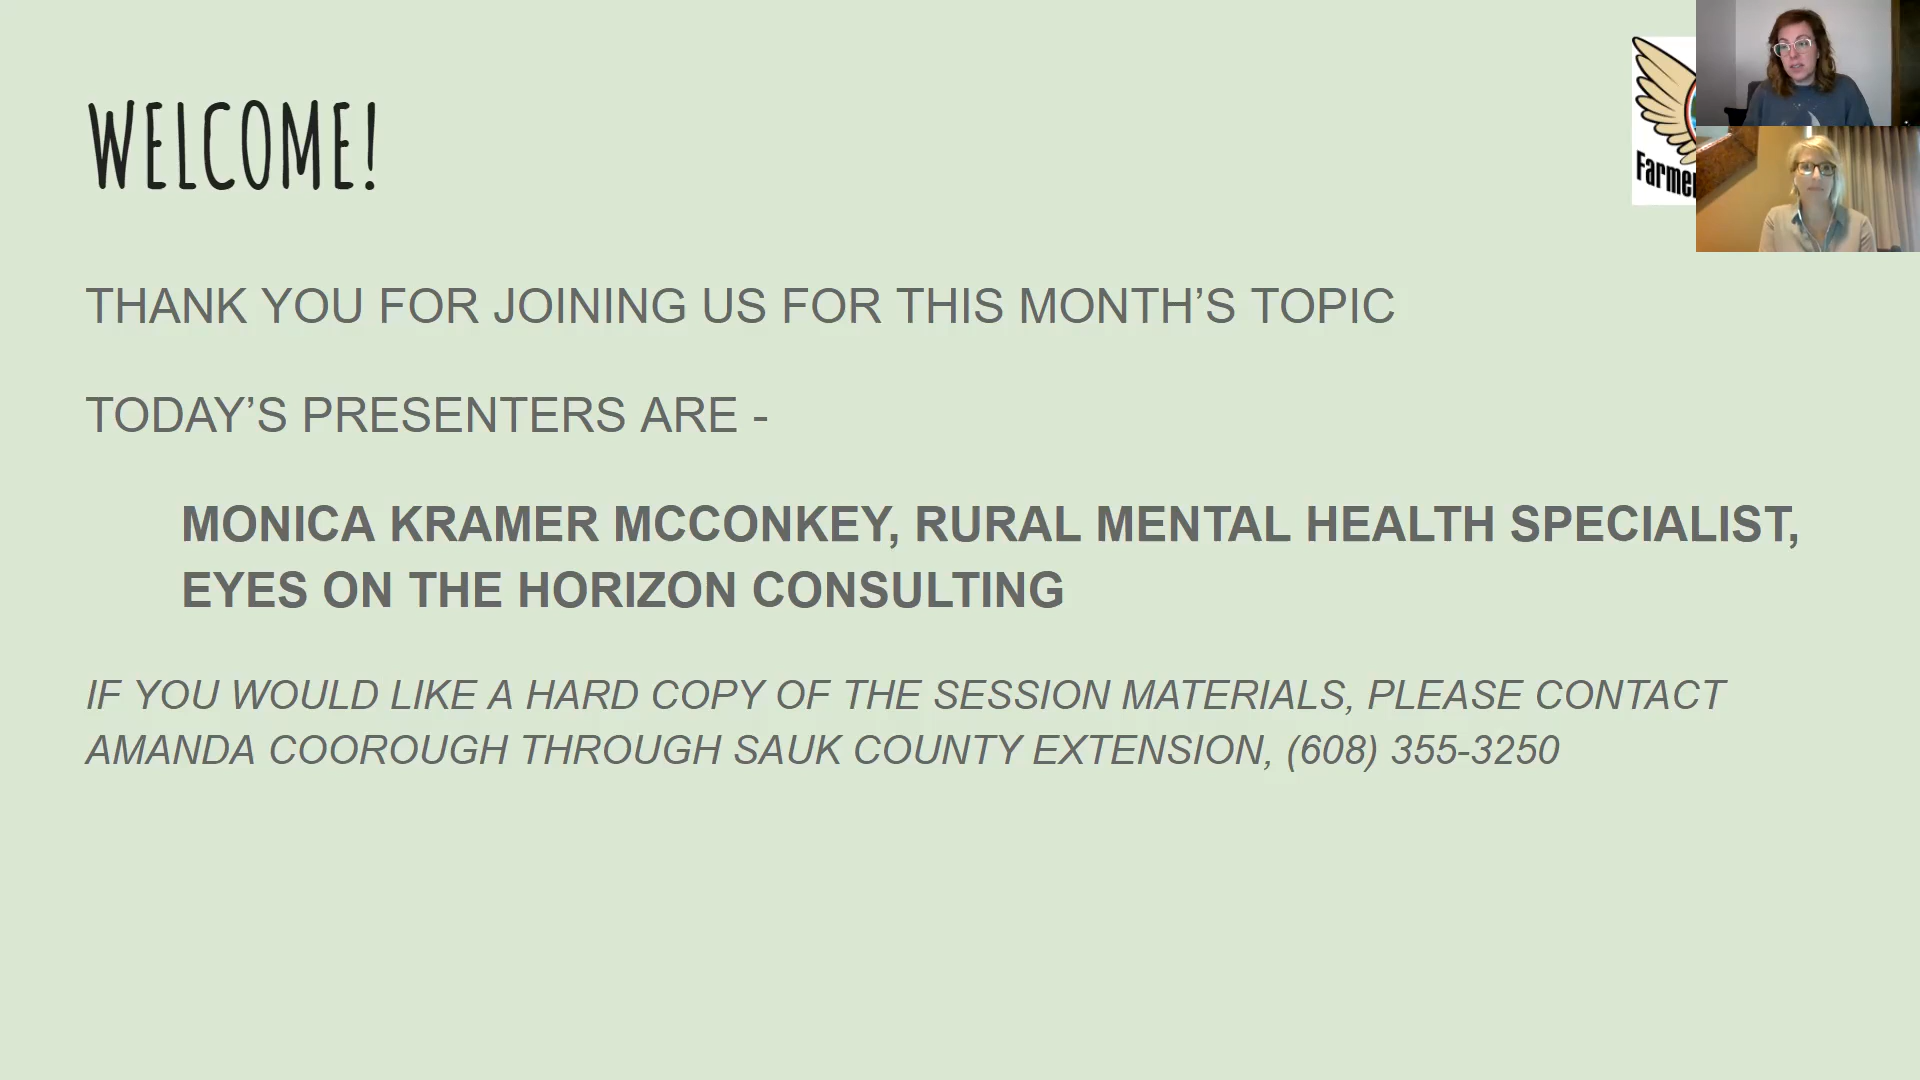 WELCOME!
THANK YOU FOR JOINING US FOR THIS MONTH’S TOPIC
TODAY’S PRESENTERS ARE -
MONICA KRAMER MCCONKEY, RURAL MENTAL HEALTH SPECIALIST,
EYES ON THE HORIZON CONSULTING
IF YOU WOULD LIKE A HARD COPY OF THE SESSION MATERIALS, PLEASE CONTACT
AMANDA COOROUGH THROUGH SAUK COUNTY EXTENSION, (608) 355-3250